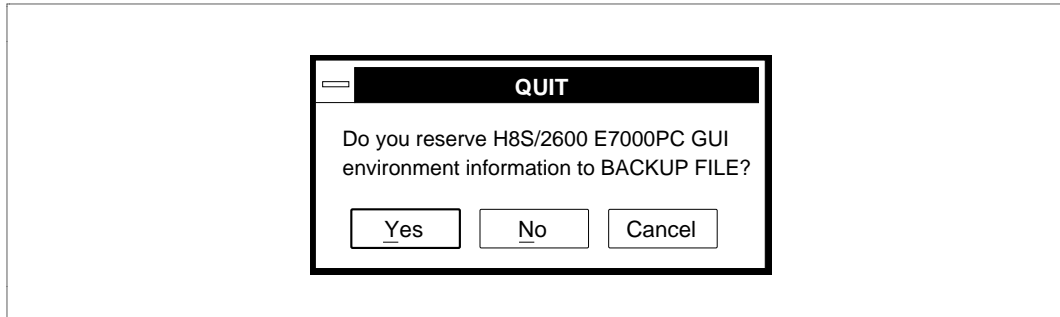 QUIT
Do you reserve H8S/2600 E7000PC GUI
environment information to BACKUP FILE?
Yes No Cancel